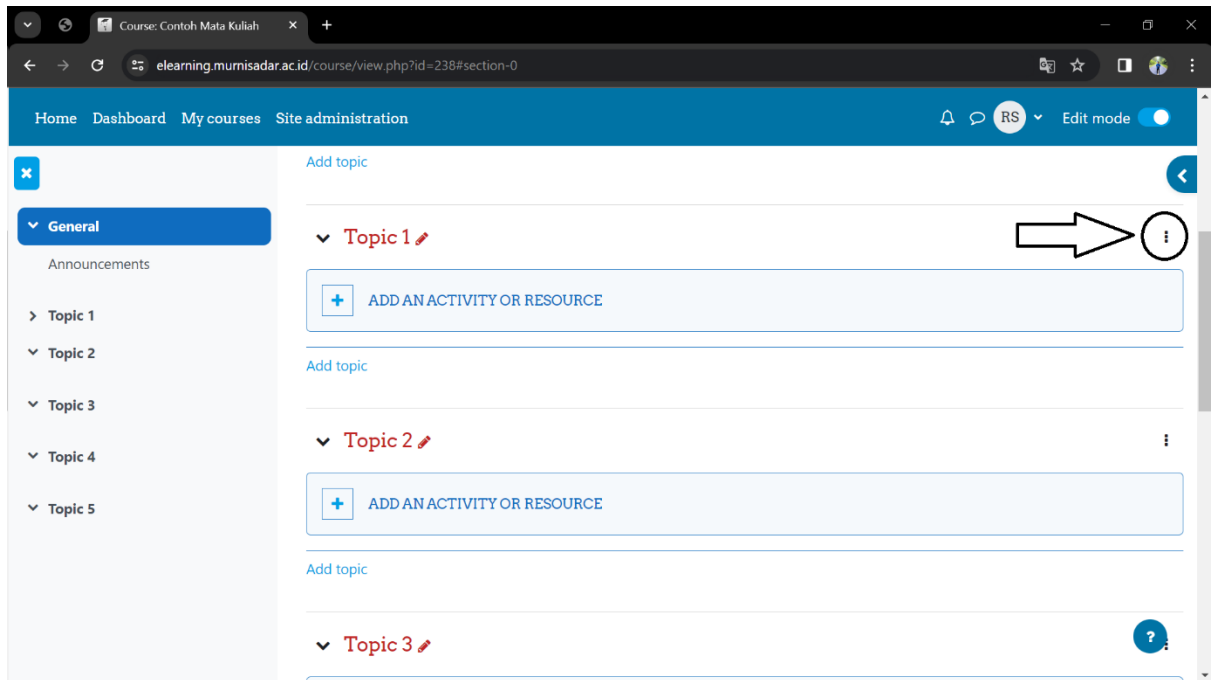 Course: Contoh Mata Kuliah
elearning.murnisadar.ac.id/course/view.php?id=238#section-0
Home Dashboard My courses Site administration
RS Edit mode
Add topic
General
Announcements
Topic 1
Topic 2
Topic 3
Topic 4
Topic 5
Topic 1
ADD AN ACTIVITY OR RESOURCE
Add topic
Topic 2
ADD AN ACTIVITY OR RESOURCE
Add topic
Topic 3
?